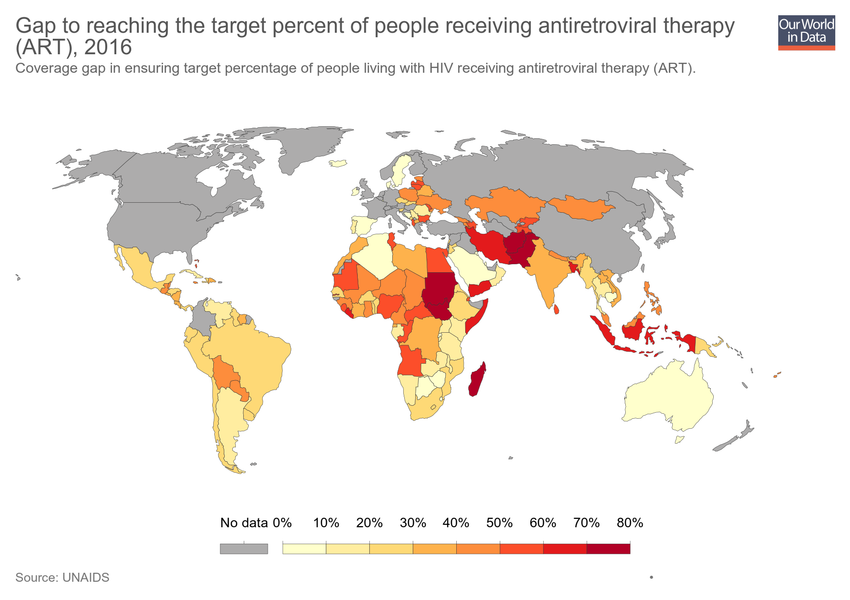 Gap to reaching the target percent of people receiving antiretroviral therapy
(ART), 2016
Our World
in Data
Coverage gap in ensuring target percentage of people living with HIV receiving antiretroviral therapy (ART).
No data 0% 10% 20% 30% 40% 50% 60% 70% 80%
Source: UNAIDS